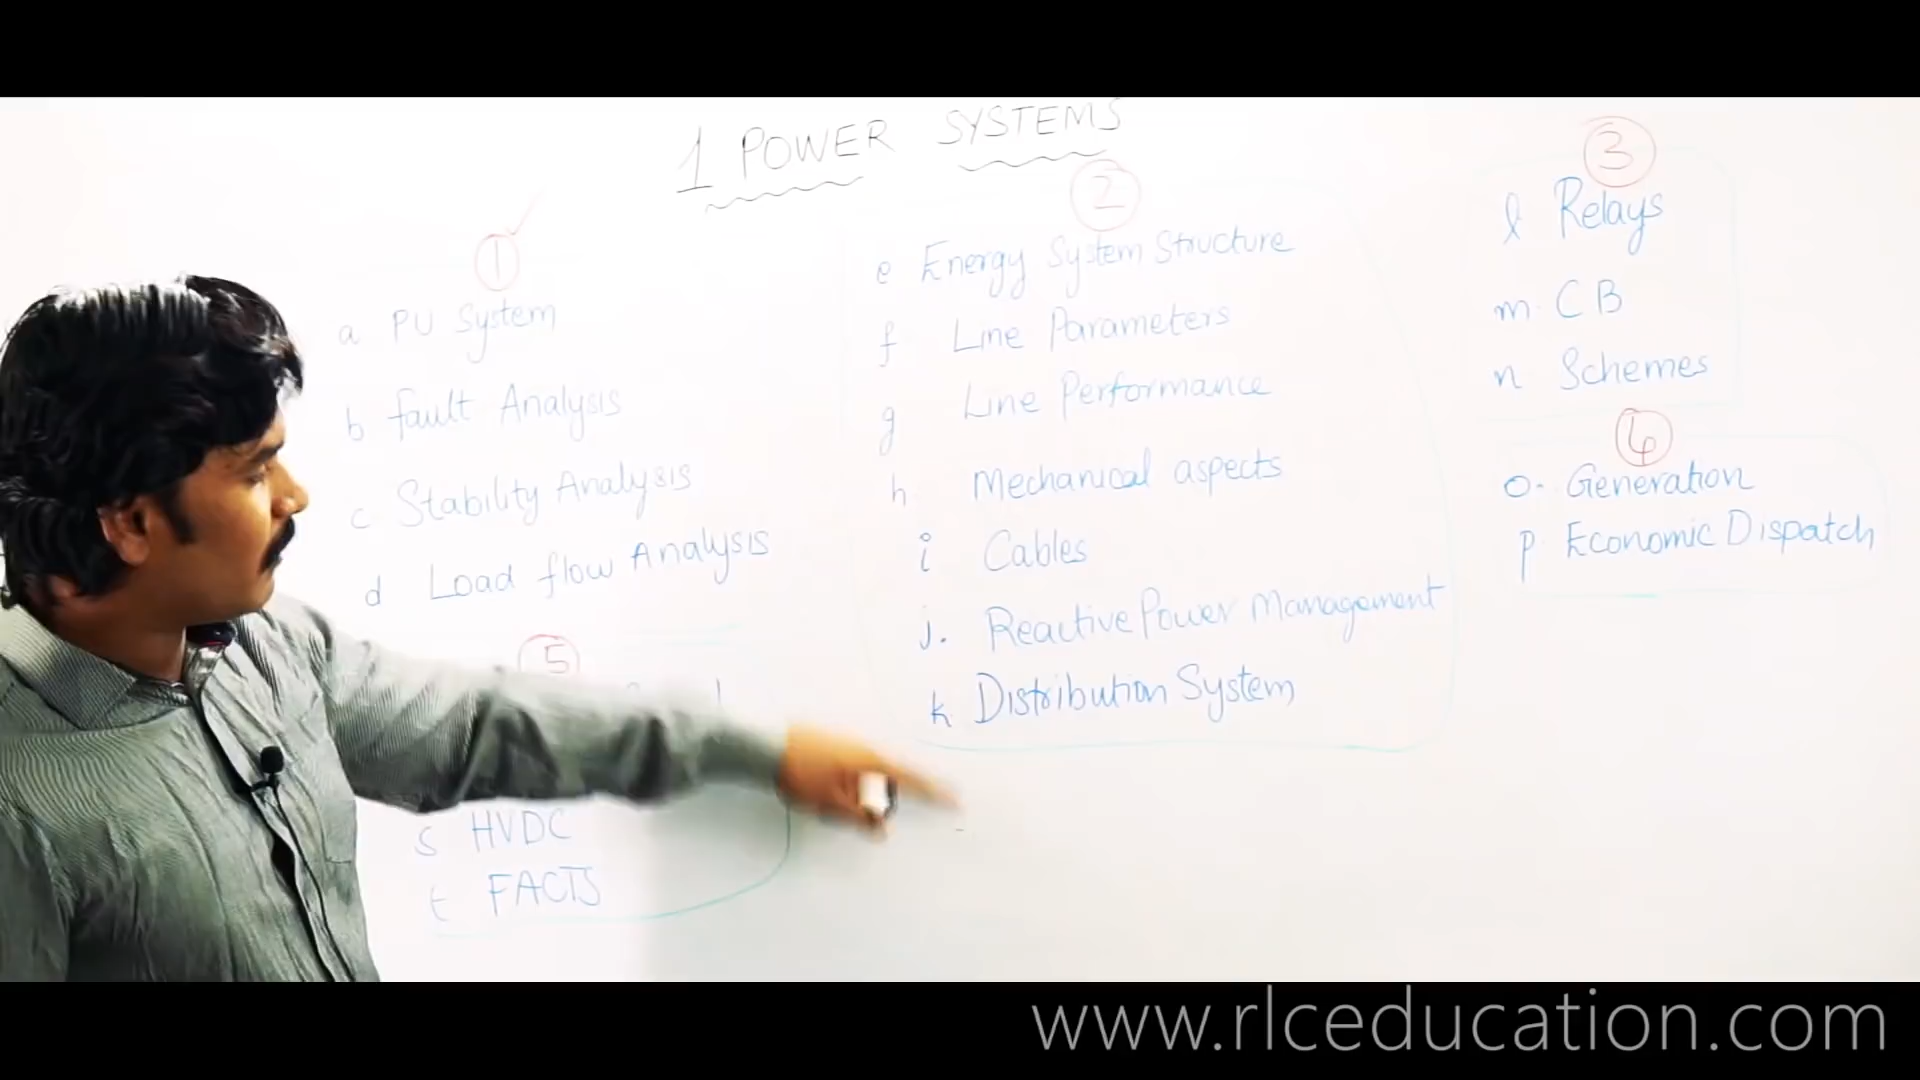 1 POWER SYSTEMS
1
a PU System
b fault Analysis
c Stability Analysis
d Load flow Analysis
5
s HVDC
t FACTS
2
e Energy System Structure
f Line Parameters
g Line Performance
h Mechanical aspects
i Cables
j. Reactive Power Management
k Distribution System
3
l Relays
m. CB
n Schemes
4
o. Generation
p. Economic Dispatch
www.rlceducation.com